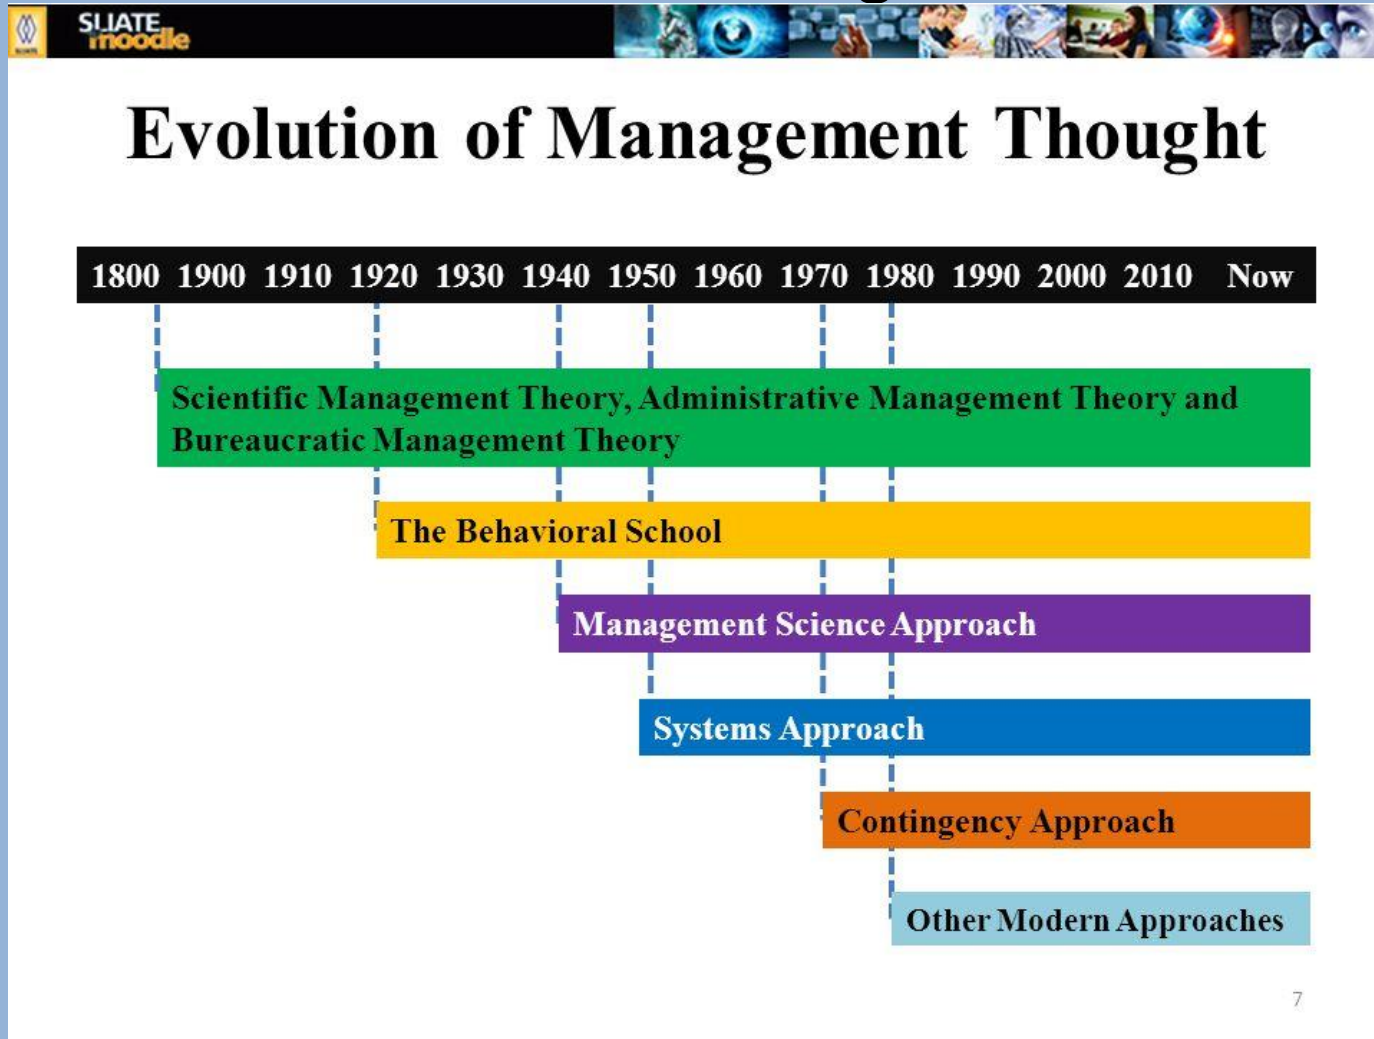 SLIATE
moodle
Evolution of Management Thought
1800 1900 1910 1920 1930 1940 1950 1960 1970 1980 1990 2000 2010 Now
Scientific Management Theory, Administrative Management Theory and
Bureaucratic Management Theory
The Behavioral School
Management Science Approach
Systems Approach
Contingency Approach
Other Modern Approaches
7